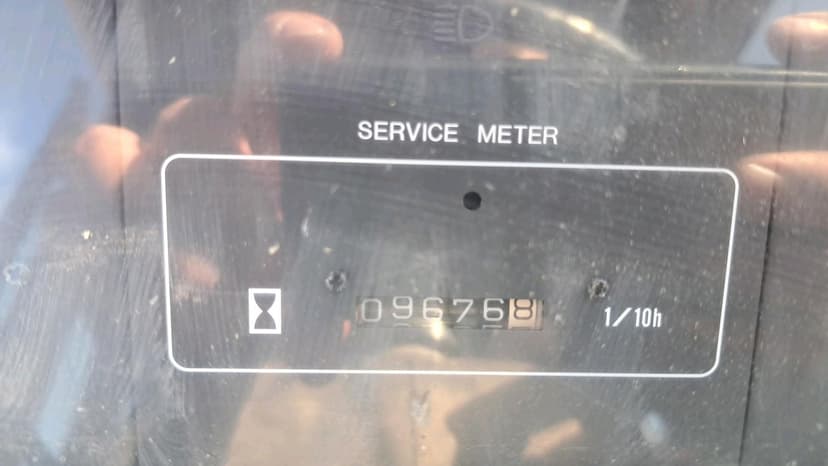 SERVICE METER
096768 1/10h